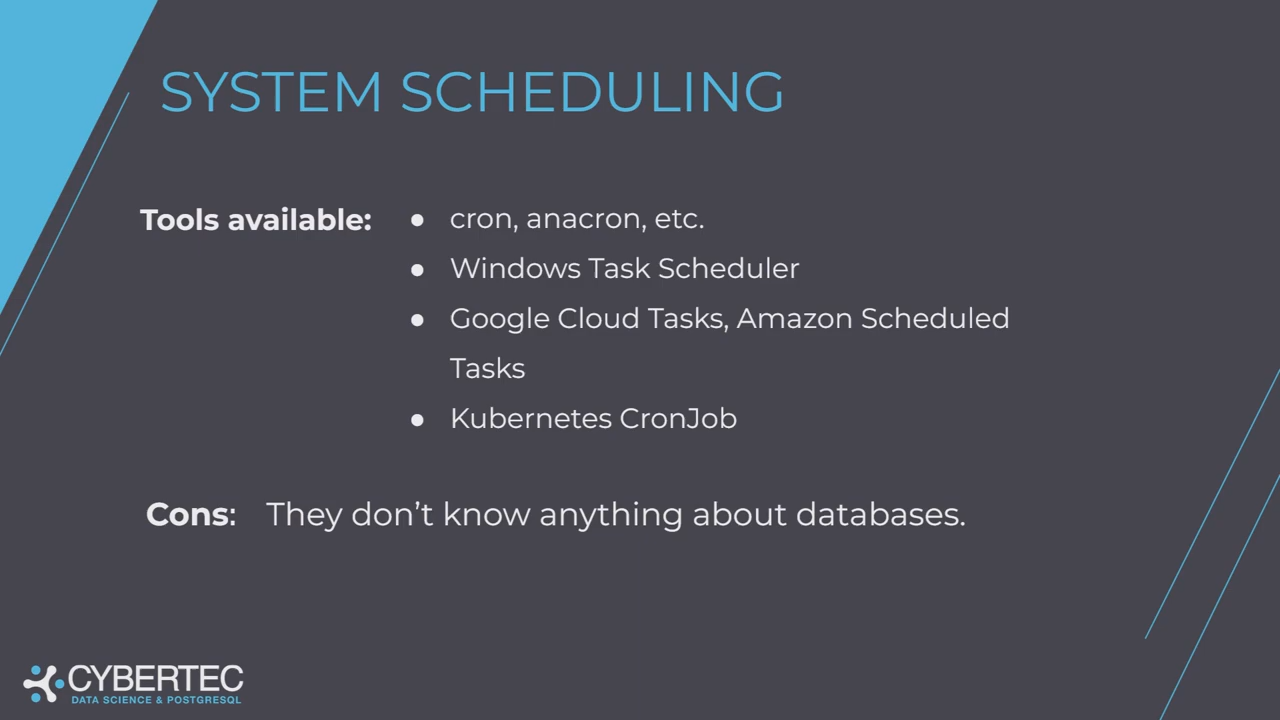 SYSTEM SCHEDULING
Tools available:
● cron, anacron, etc.
● Windows Task Scheduler
● Google Cloud Tasks, Amazon Scheduled
Tasks
● Kubernetes CronJob
Cons: They don’t know anything about databases.
CYBERTEC
DATA SCIENCE & POSTGRESQL